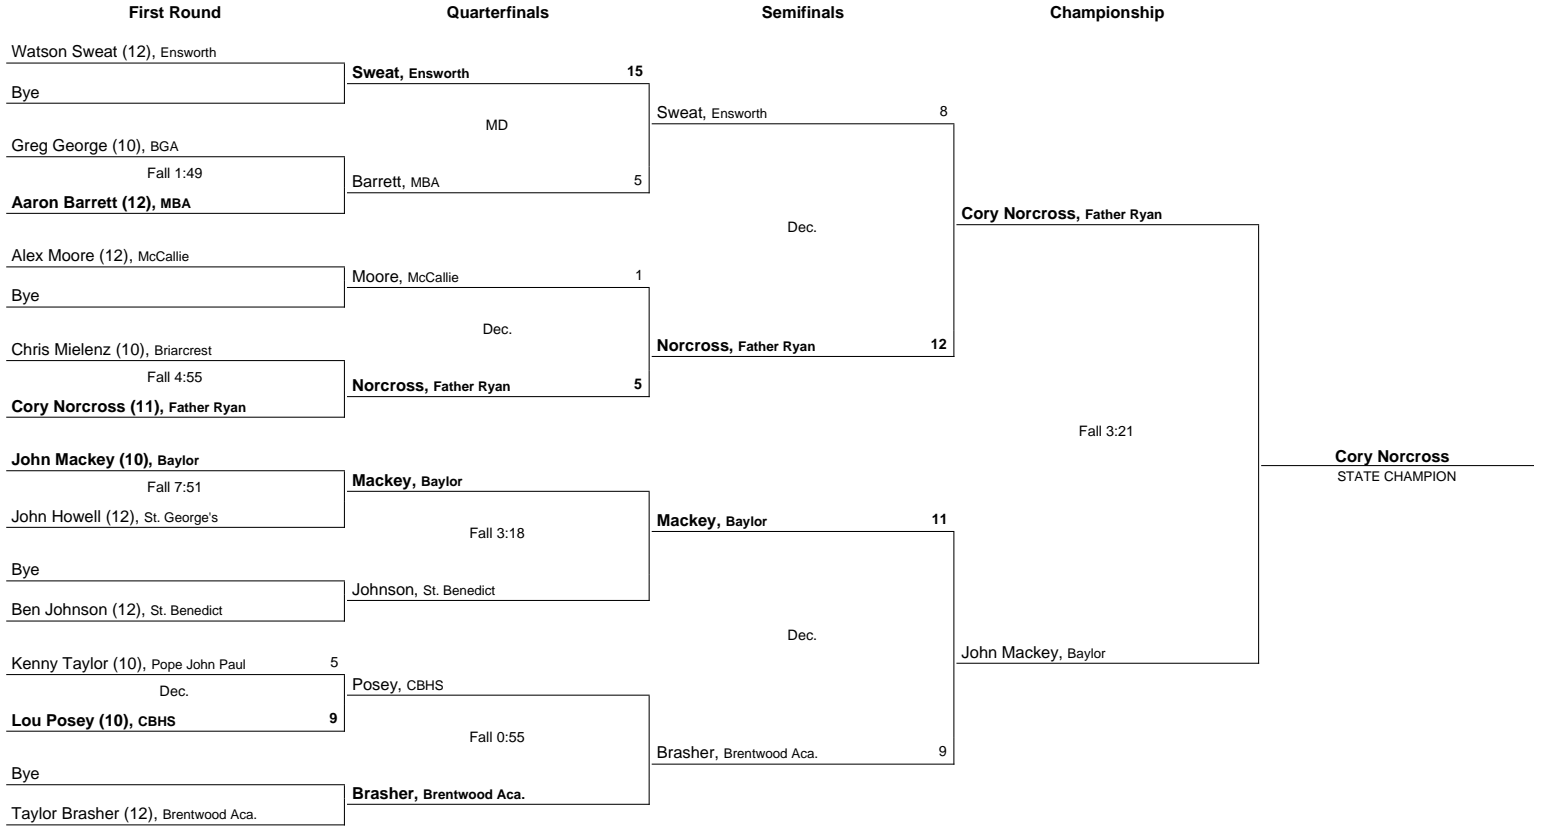 First Round
Quarterfinals
Semifinals
Championship
Watson Sweat (12), Ensworth
Bye
Greg George (10), BGA
Fall 1:49
Aaron Barrett (12), MBA
Alex Moore (12), McCallie
Bye
Chris Mielenz (10), Briarcrest
Fall 4:55
Cory Norcross (11), Father Ryan
John Mackey (10), Baylor
Fall 7:51
John Howell (12), St. George's
Bye
Ben Johnson (12), St. Benedict
Kenny Taylor (10), Pope John Paul 5
Dec.
Lou Posey (10), CBHS 9
Bye
Taylor Brasher (12), Brentwood Aca.
Sweat, Ensworth 15
MD
Barrett, MBA 5
Moore, McCallie 1
Dec.
Norcross, Father Ryan 5
Mackey, Baylor
Fall 3:18
Johnson, St. Benedict
Posey, CBHS
Fall 0:55
Brasher, Brentwood Aca.
Sweat, Ensworth 8
Dec.
Norcross, Father Ryan 12
Mackey, Baylor 11
Dec.
Brasher, Brentwood Aca. 9
Cory Norcross, Father Ryan
Fall 3:21
John Mackey, Baylor
Cory Norcross
STATE CHAMPION